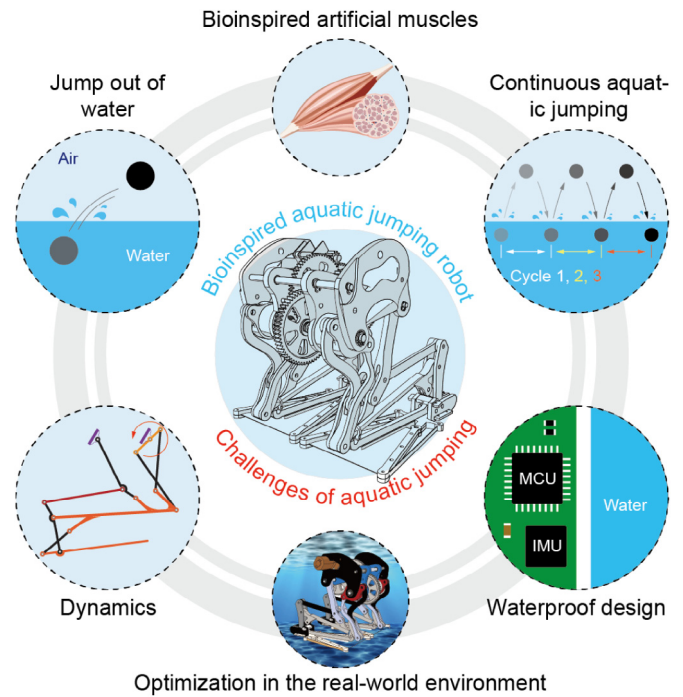 Bioinspired artificial muscles
Jump out of
water
Continuous aquat-
ic jumping
Air
Water
Cycle 1, 2, 3
Bioinspired aquatic jumping robot
Challenges of aquatic jumping
MCU
IMU
Water
Dynamics
Waterproof design
Optimization in the real-world environment